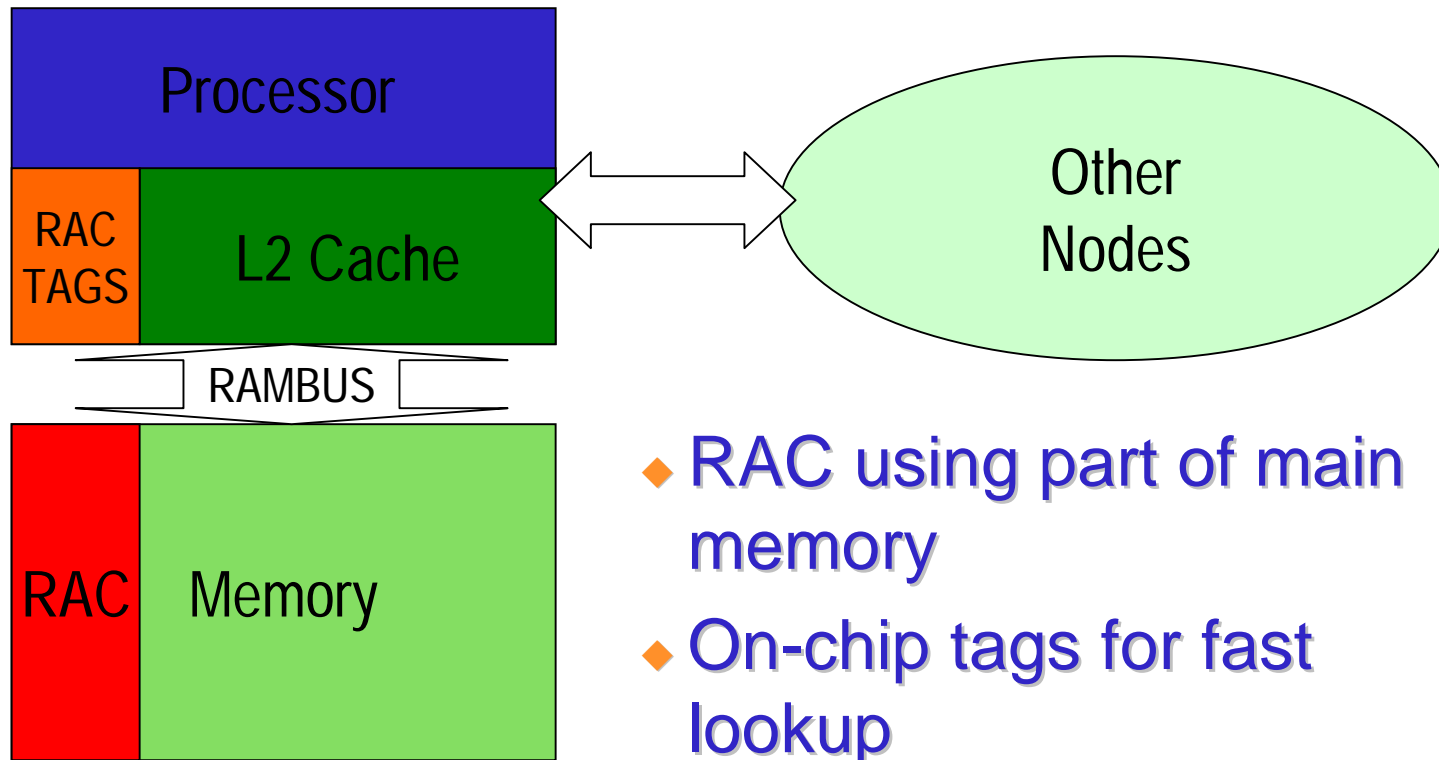 Processor
RAC
TAGS
L2 Cache
Other
Nodes
RAMBUS
RAC
Memory
RAC using part of main
memory
On-chip tags for fast
lookup